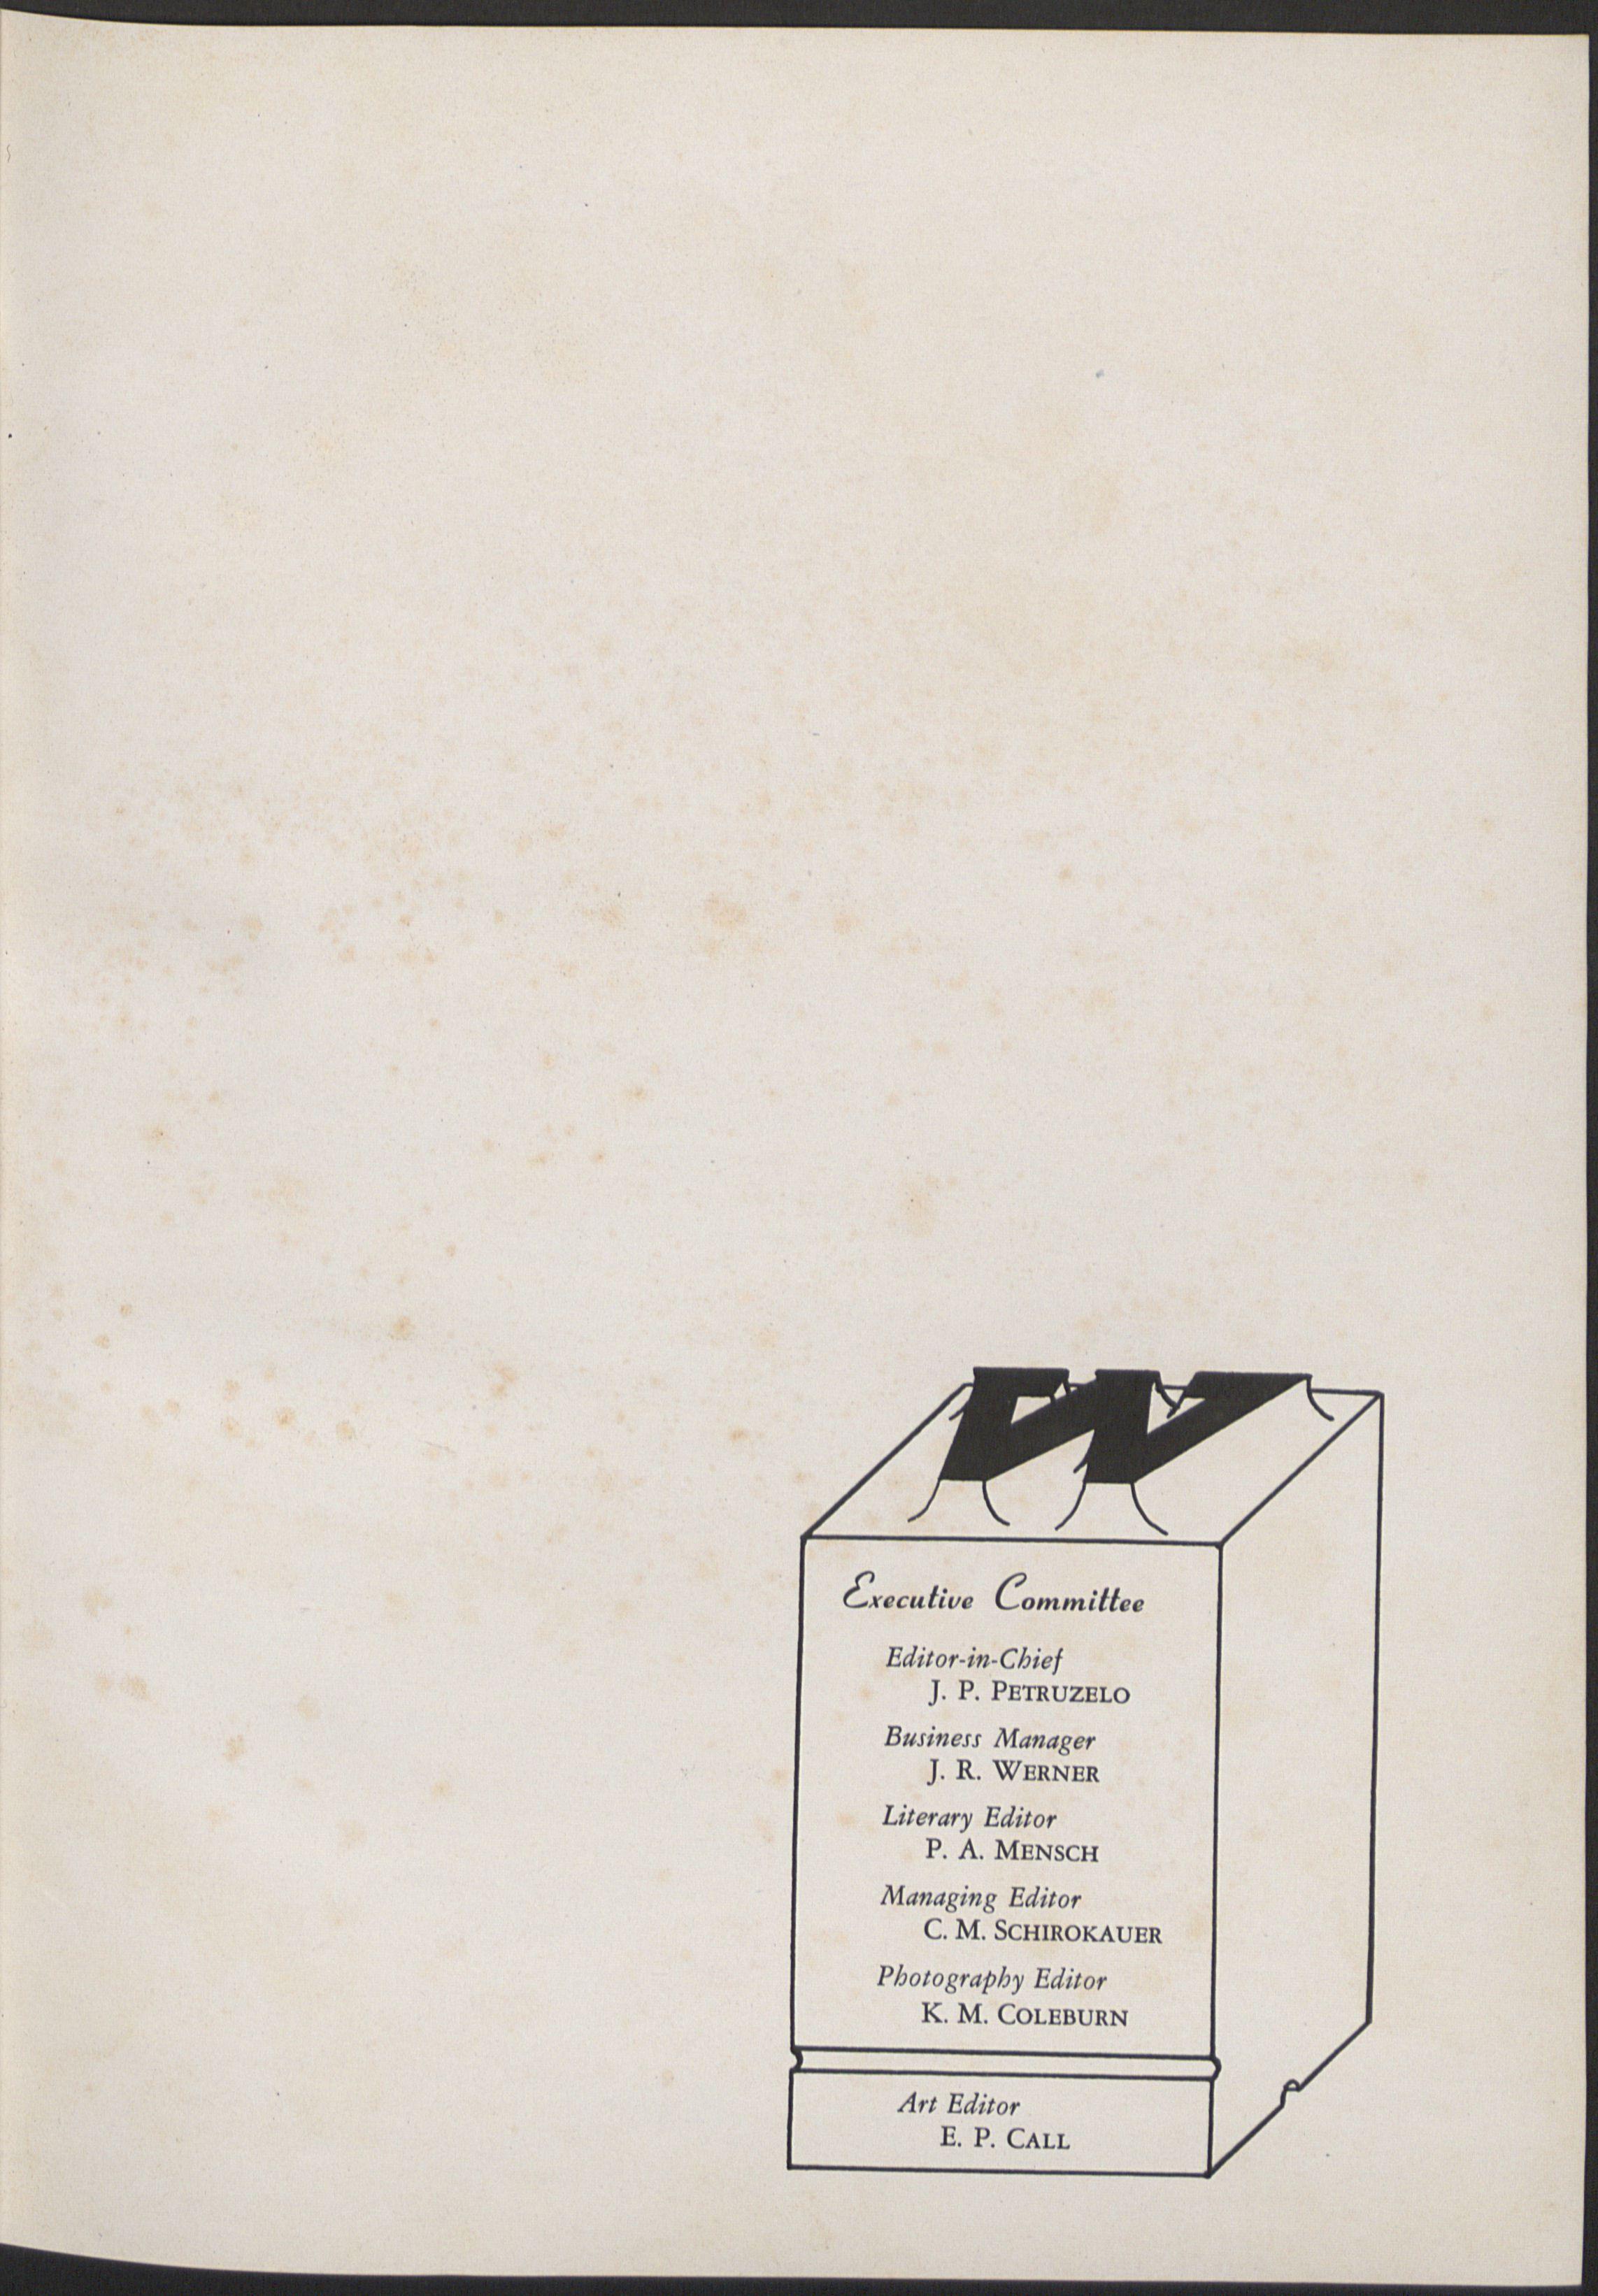 W
Executive Committee
Editor-in-Chief
J. P. PETRUZELO
Business Manager
J. R. WERNER
Literary Editor
P. A. MENSCH
Managing Editor
C. M. SCHIROKAUER
Photography Editor
K. M. COLEBURN
Art Editor
E. P. CALL